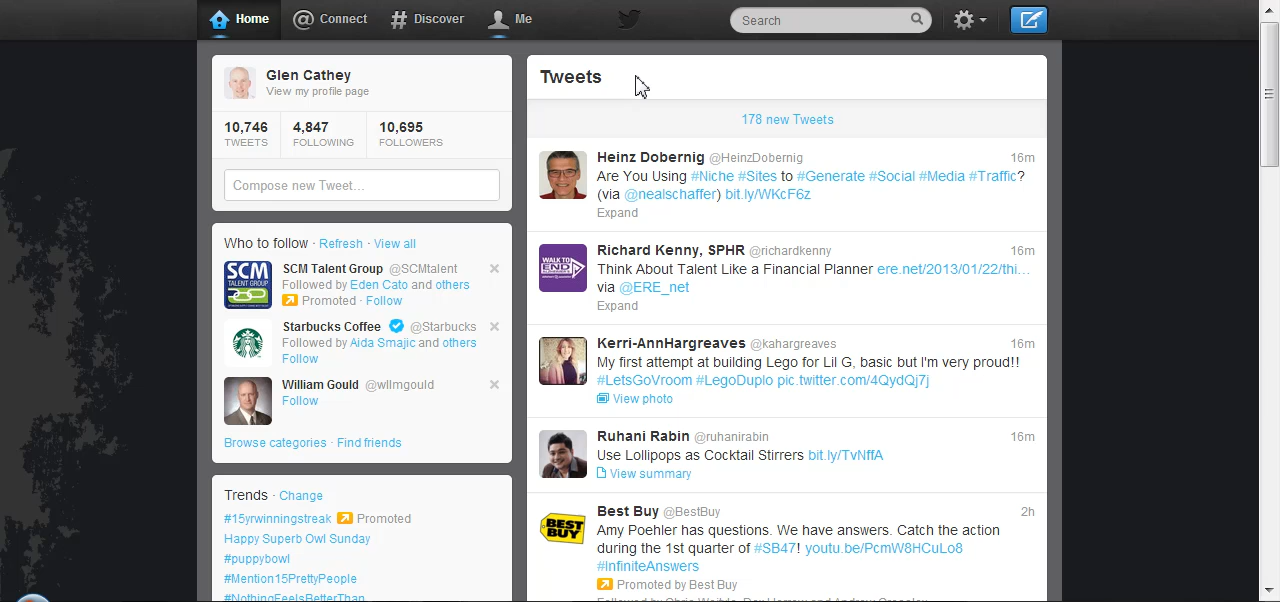 Home
@ Connect
# Discover
Me
Search
Glen Cathey
View my profile page
10,746
TWEETS
4,847
FOLLOWING
10,695
FOLLOWERS
Compose new Tweet…
Who to follow · Refresh · View all
SCM
TALENT GROUP
SCM Talent Group @SCMtalent
Followed by Eden Cato and others
Promoted · Follow
Starbucks Coffee @Starbucks
Followed by Aida Smajic and others
Follow
William Gould @wllmgould
Follow
Browse categories · Find friends
Trends · Change
#15yrwinningstreak Promoted
Happy Superb Owl Sunday
#puppybowl
#Mention15PrettyPeople
#NothingFeelsBetterThan
Tweets
178 new Tweets
Heinz Dobernig @HeinzDobernig 16m
Are You Using #Niche #Sites to #Generate #Social #Media #Traffic?
(via @nealschaffer) bit.ly/WKcF6z
Expand
WALK TO
END
Richard Kenny, SPHR @richardkenny 16m
Think About Talent Like a Financial Planner ere.net/2013/01/22/thi…
via @ERE_net
Expand
Kerri-AnnHargreaves @kahargreaves 16m
My first attempt at building Lego for Lil G, basic but I'm very proud!!
#LetsGoVroom #LegoDuplo pic.twitter.com/4QydQj7j
View photo
Ruhani Rabin @ruhanirabin 16m
Use Lollipops as Cocktail Stirrers bit.ly/TvNffA
View summary
BEST
BUY
Best Buy @BestBuy 2h
Amy Poehler has questions. We have answers. Catch the action
during the 1st quarter of #SB47! youtu.be/PcmW8HCuLo8
#InfiniteAnswers
Promoted by Best Buy